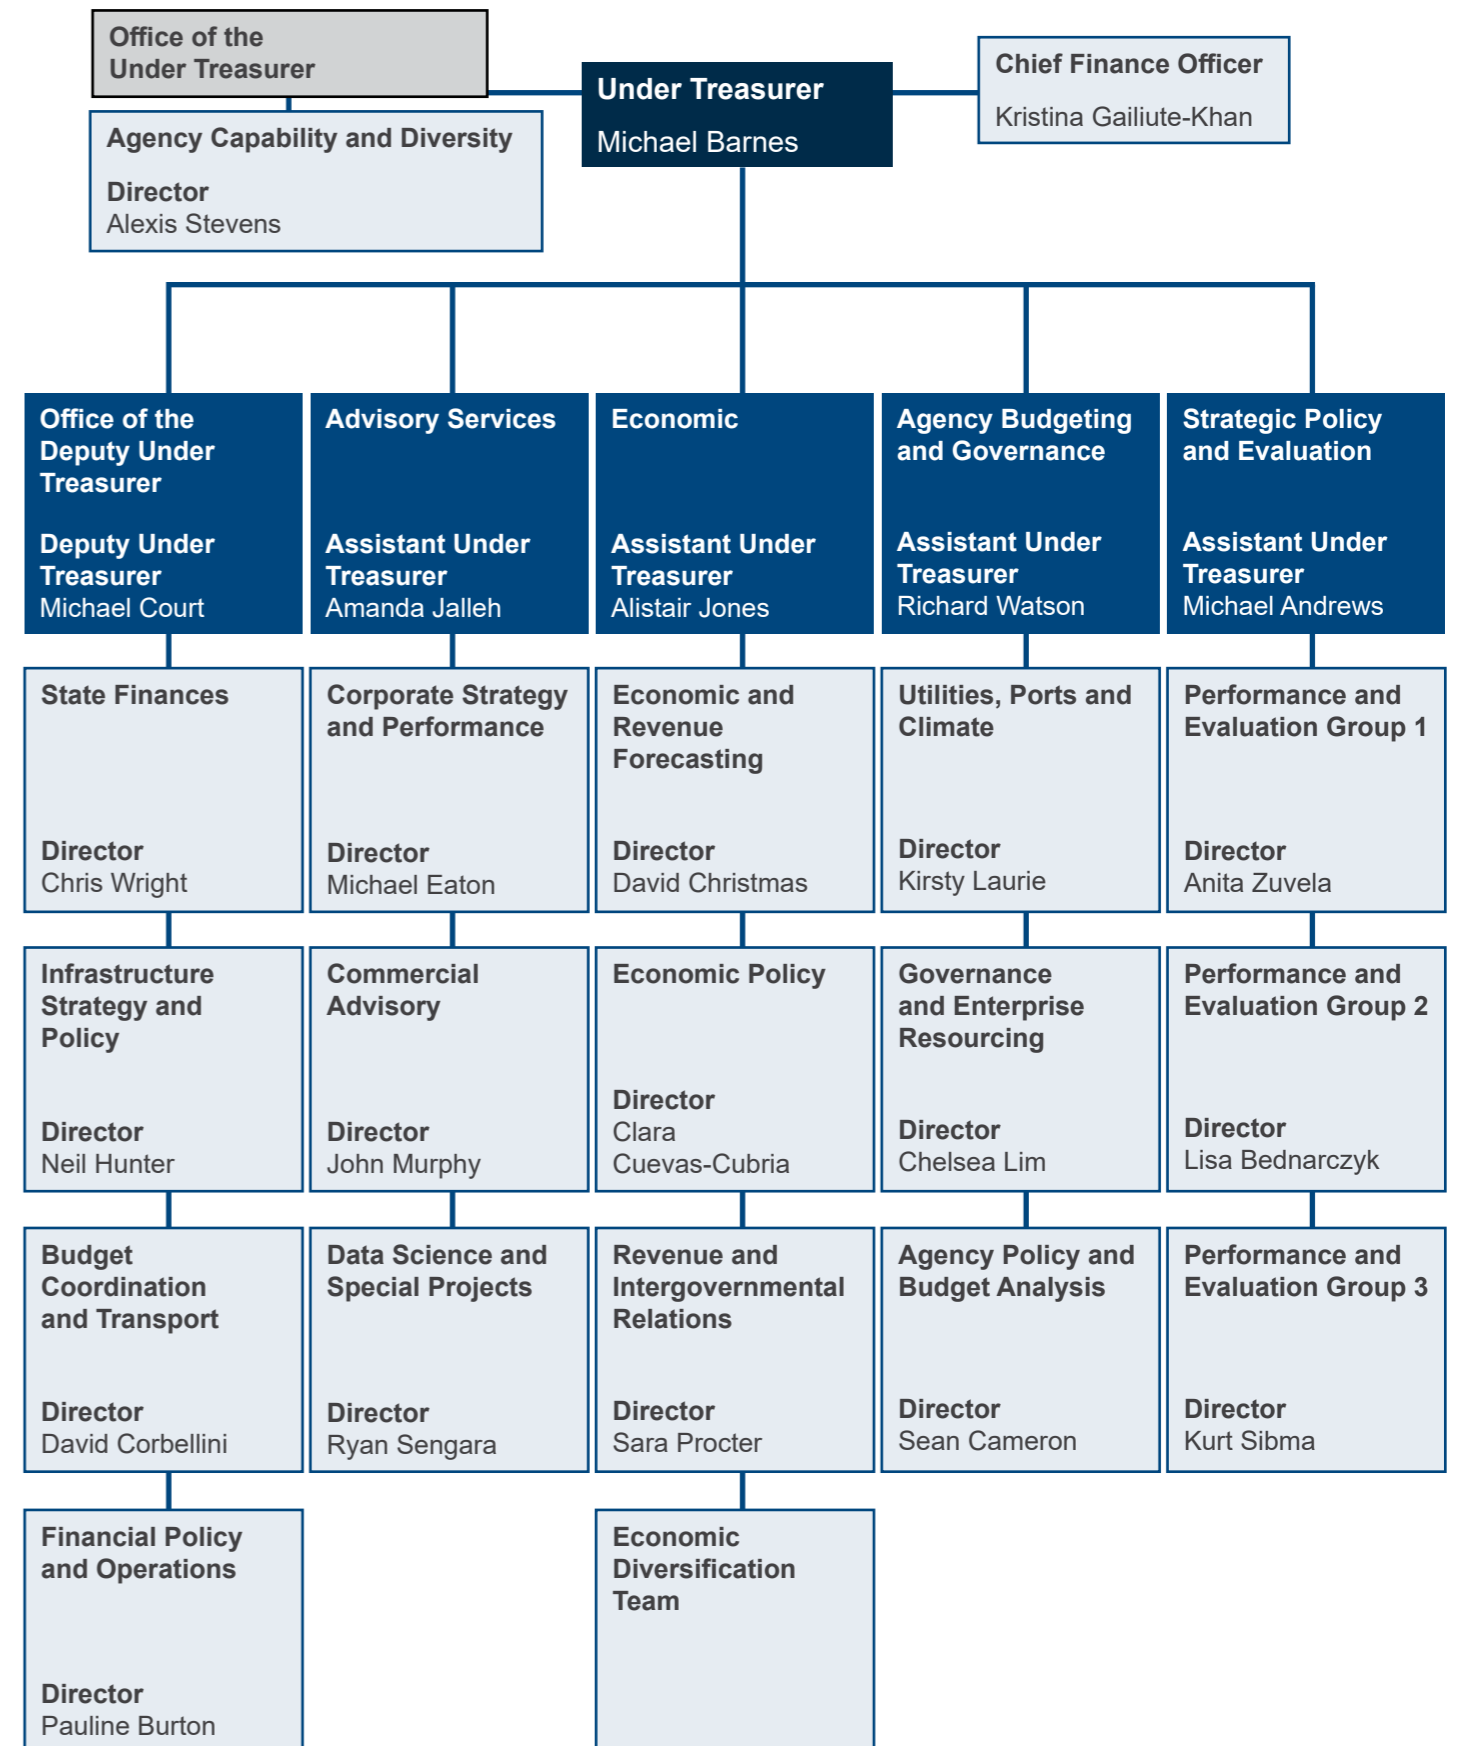 Office of the
Under Treasurer
Agency Capability and Diversity
Director
Alexis Stevens
Under Treasurer
Michael Barnes
Chief Finance Officer
Kristina Gailiute-Khan
Office of the
Deputy Under
Treasurer
Deputy Under
Treasurer
Michael Court
Advisory Services
Assistant Under
Treasurer
Amanda Jalleh
Economic
Assistant Under
Treasurer
Alistair Jones
Agency Budgeting
and Governance
Assistant Under
Treasurer
Richard Watson
Strategic Policy
and Evaluation
Assistant Under
Treasurer
Michael Andrews
State Finances
Director
Chris Wright
Corporate Strategy
and Performance
Director
Michael Eaton
Economic and
Revenue
Forecasting
Director
David Christmas
Utilities, Ports and
Climate
Director
Kirsty Laurie
Performance and
Evaluation Group 1
Director
Anita Zuvela
Infrastructure
Strategy and
Policy
Director
Neil Hunter
Commercial
Advisory
Director
John Murphy
Economic Policy
Director
Clara
Cuevas-Cubria
Governance
and Enterprise
Resourcing
Director
Chelsea Lim
Performance and
Evaluation Group 2
Director
Lisa Bednarczyk
Budget
Coordination
and Transport
Director
David Corbellini
Data Science and
Special Projects
Director
Ryan Sengara
Revenue and
Intergovernmental
Relations
Director
Sara Procter
Agency Policy and
Budget Analysis
Director
Sean Cameron
Performance and
Evaluation Group 3
Director
Kurt Sibma
Financial Policy
and Operations
Director
Pauline Burton
Economic
Diversification
Team